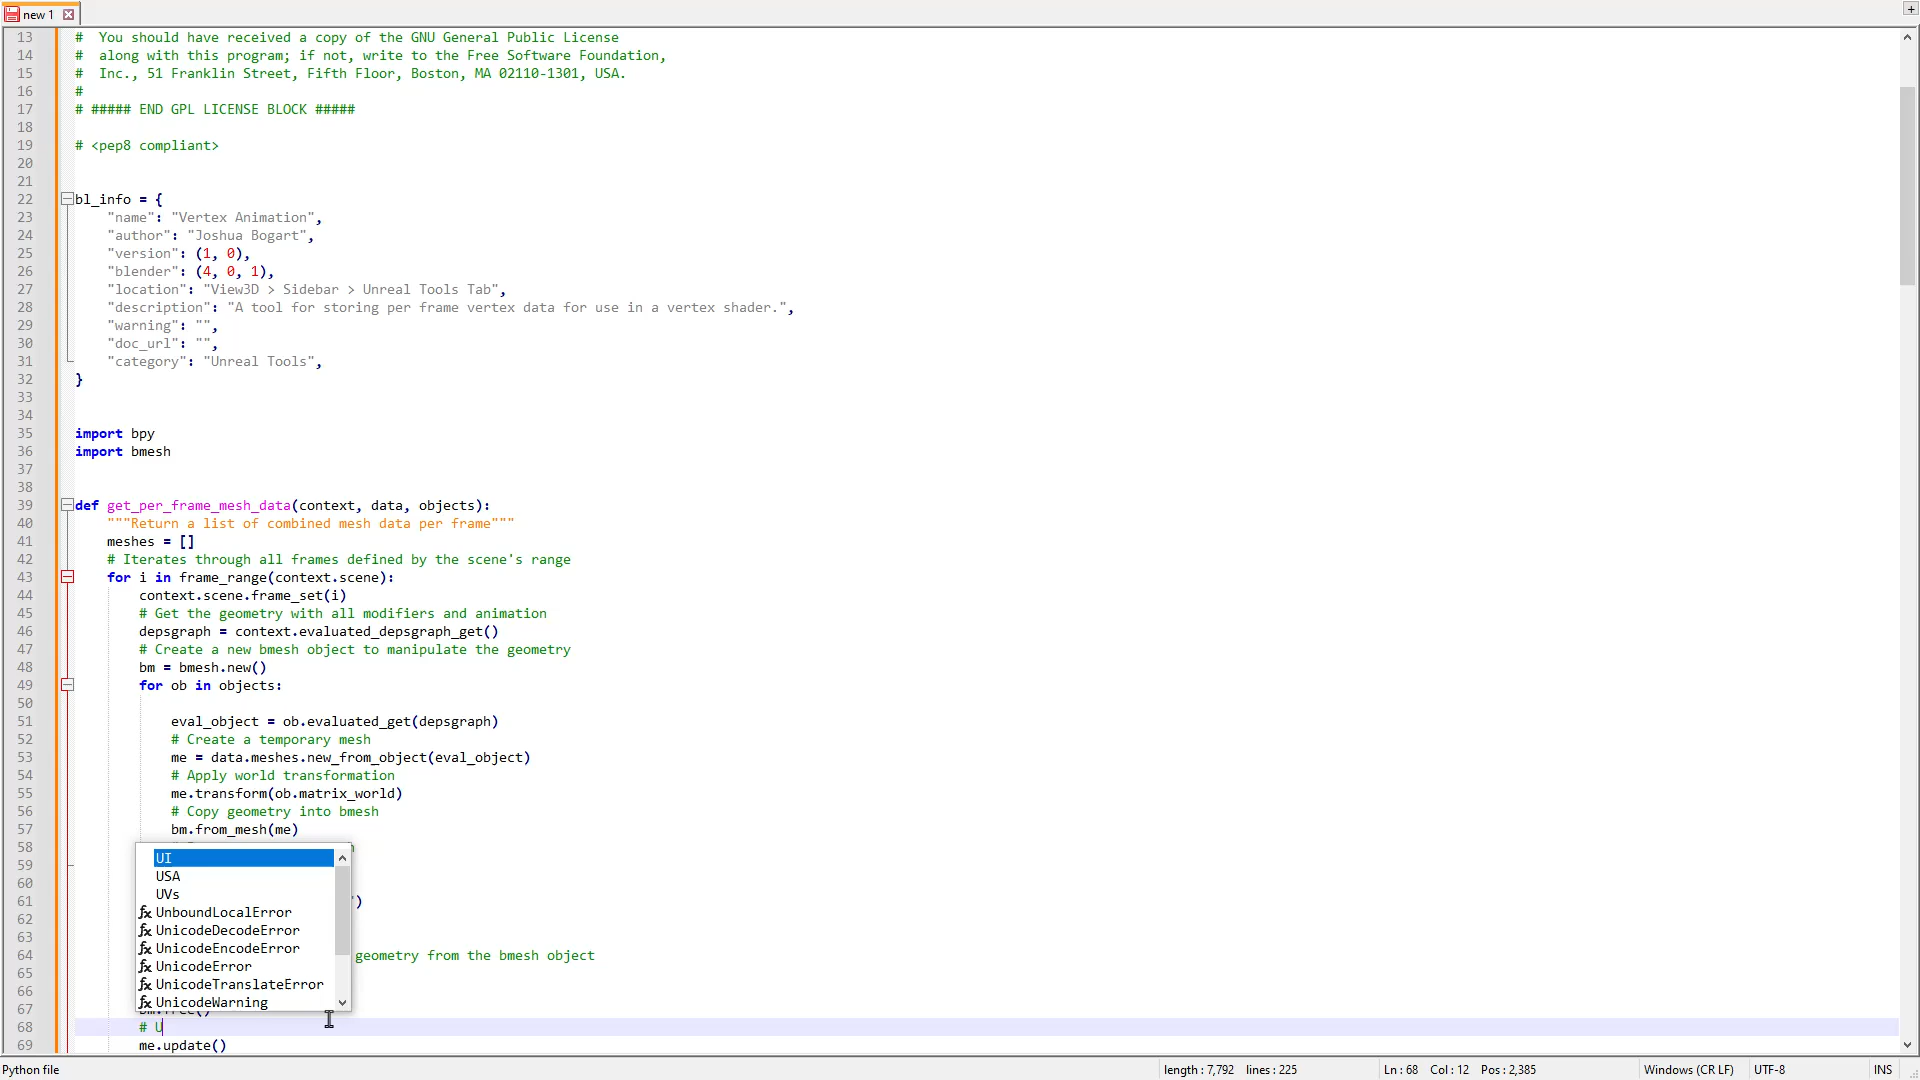 new 1
13 #  You should have received a copy of the GNU General Public License
14 #  along with this program; if not, write to the Free Software Foundation,
15 #  Inc., 51 Franklin Street, Fifth Floor, Boston, MA 02110-1301, USA.
16 #
17 # ##### END GPL LICENSE BLOCK #####
18
19 # <pep8 compliant>
20
21
22 bl_info = {
23     "name": "Vertex Animation",
24     "author": "Joshua Bogart",
25     "version": (1, 0),
26     "blender": (4, 0, 1),
27     "location": "View3D > Sidebar > Unreal Tools Tab",
28     "description": "A tool for storing per frame vertex data for use in a vertex shader.",
29     "warning": "",
30     "doc_url": "",
31     "category": "Unreal Tools",
32 }
33
34
35 import bpy
36 import bmesh
37
38
39 def get_per_frame_mesh_data(context, data, objects):
40     """Return a list of combined mesh data per frame"""
41     meshes = []
42     # Iterates through all frames defined by the scene's range
43     for i in frame_range(context.scene):
44         context.scene.frame_set(i)
45         # Get the geometry with all modifiers and animation
46         depsgraph = context.evaluated_depsgraph_get()
47         # Create a new bmesh object to manipulate the geometry
48         bm = bmesh.new()
49         for ob in objects:
50
51             eval_object = ob.evaluated_get(depsgraph)
52             # Create a temporary mesh
53             me = data.meshes.new_from_object(eval_object)
54             # Apply world transformation
55             me.transform(ob.matrix_world)
56             # Copy geometry into bmesh
57             bm.from_mesh(me)
58
59
60
61 )
62
63
64 geometry from the bmesh object
65
66
67         bm.free()
68         # U
69         me.update()
UI
USA
UVs
fx UnboundLocalError
fx UnicodeDecodeError
fx UnicodeEncodeError
fx UnicodeError
fx UnicodeTranslateError
fx UnicodeWarning
Python file length : 7,792 lines : 225 Ln : 68 Col : 12 Pos : 2,385 Windows (CR LF) UTF-8 INS